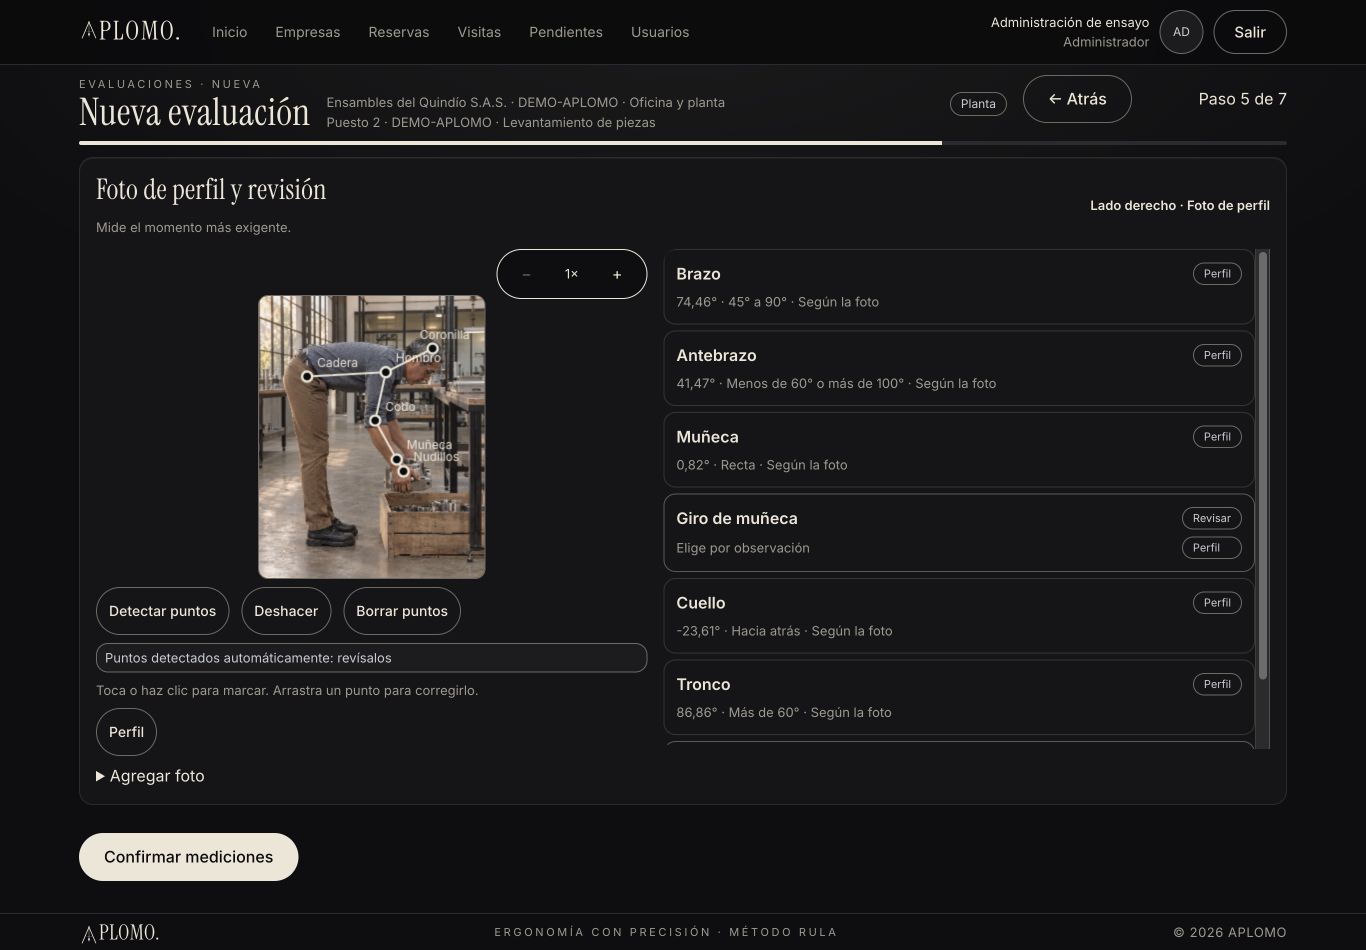 APLOMO.
Inicio
Empresas
Reservas
Visitas
Pendientes
Usuarios
Administración de ensayo
Administrador
AD
Salir
EVALUACIONES · NUEVA
Nueva evaluación
Ensambles del Quindío S.A.S. · DEMO-APLOMO · Oficina y planta
Puesto 2 · DEMO-APLOMO · Levantamiento de piezas
Planta
← Atrás
Paso 5 de 7
Foto de perfil y revisión
Mide el momento más exigente.
Lado derecho · Foto de perfil
− 1× +
Coronilla
Hombro
Cadera
Codo
Muñeca
Nudillos
Detectar puntos
Deshacer
Borrar puntos
Puntos detectados automáticamente: revísalos
Toca o haz clic para marcar. Arrastra un punto para corregirlo.
Perfil
▶ Agregar foto
Brazo
Perfil
74,46° · 45° a 90° · Según la foto
Antebrazo
Perfil
41,47° · Menos de 60° o más de 100° · Según la foto
Muñeca
Perfil
0,82° · Recta · Según la foto
Giro de muñeca
Revisar
Elige por observación
Perfil
Cuello
Perfil
-23,61° · Hacia atrás · Según la foto
Tronco
Perfil
86,86° · Más de 60° · Según la foto
Confirmar mediciones
APLOMO.
ERGONOMÍA CON PRECISIÓN · MÉTODO RULA
© 2026 APLOMO